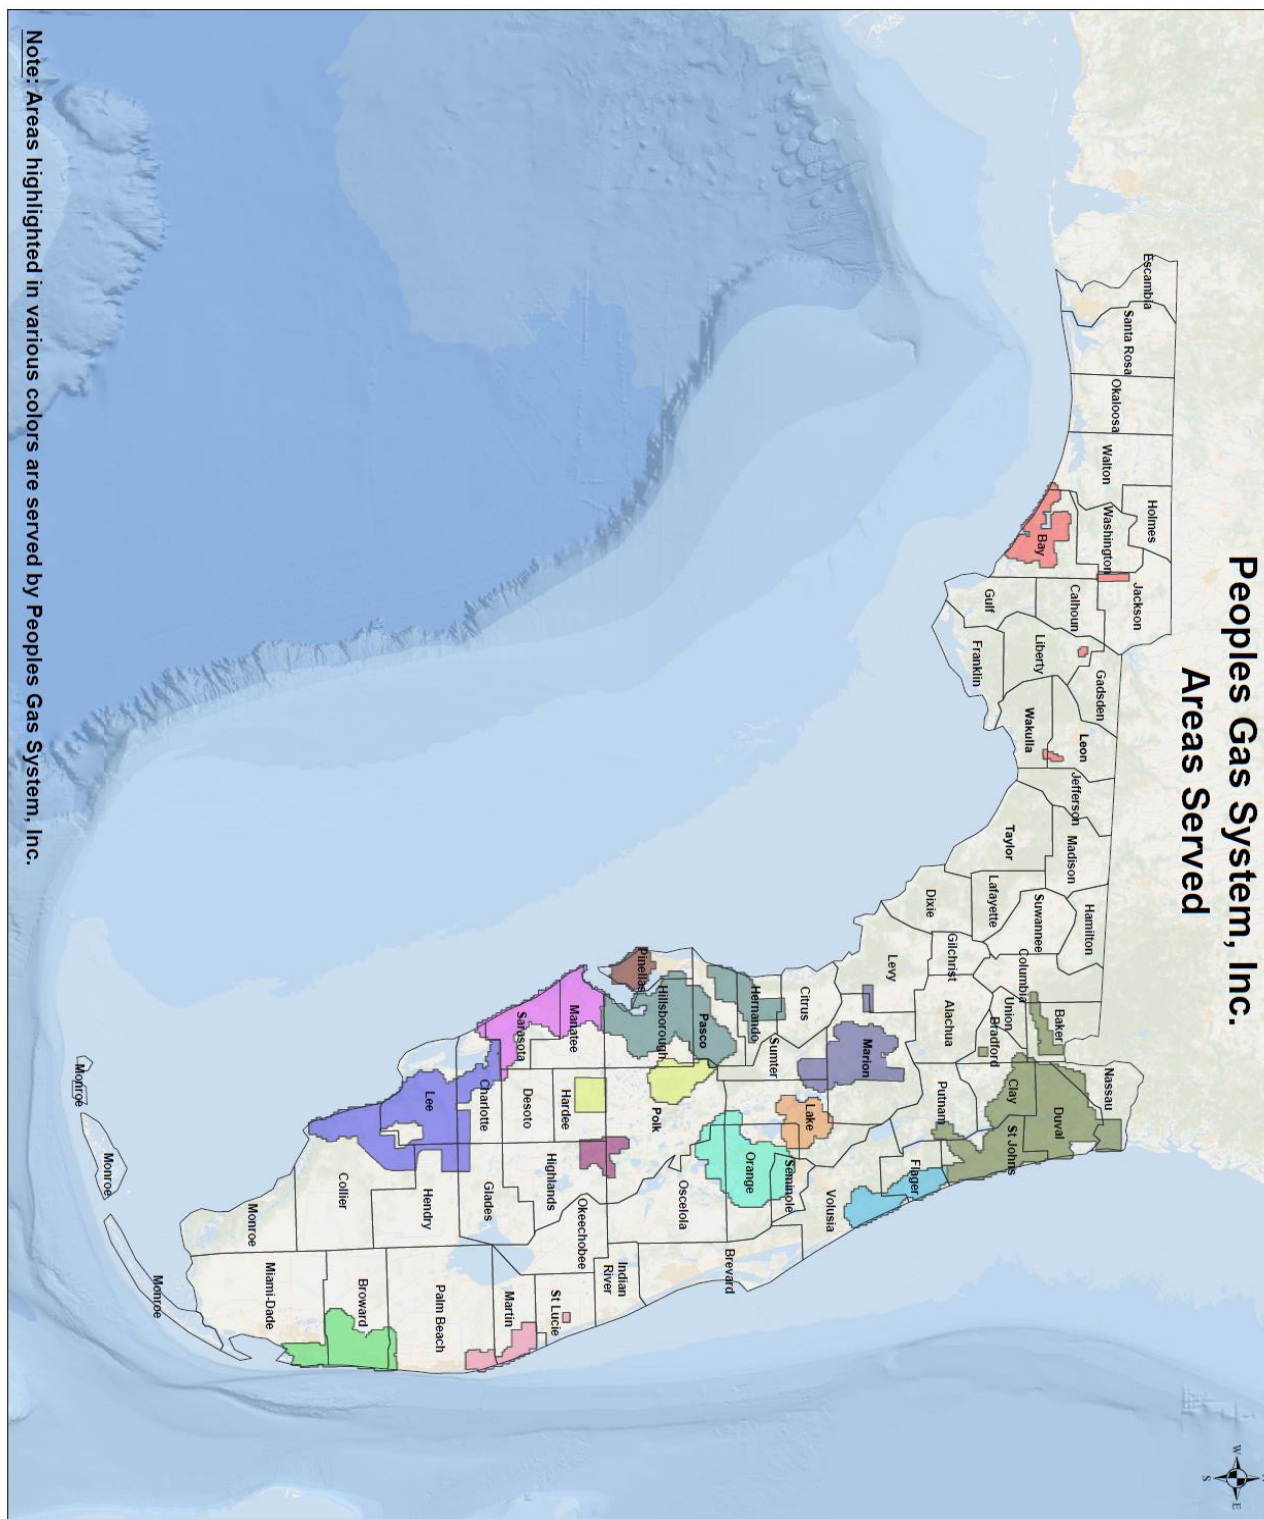 Peoples Gas System, Inc.
Areas Served
Escambia
Santa Rosa
Okaloosa
Walton
Holmes
Washington
Bay
Jackson
Calhoun
Gulf
Liberty
Franklin
Gadsden
Leon
Wakulla
Jefferson
Madison
Taylor
Hamilton
Suwannee
Lafayette
Dixie
Columbia
Gilchrist
Levy
Baker
Union
Bradford
Alachua
Nassau
Duval
Clay
St Johns
Putnam
Flager
Marion
Citrus
Volusia
Sumter
Lake
Hernando
Seminole
Orange
Pasco
Brevard
Hillsborough
Pinellas
Polk
Oscelola
Indian
River
Manatee
Hardee
Highlands
Okeechobee
St Lucie
Sarasota
Desoto
Martin
Charlotte
Glades
Lee
Hendry
Palm Beach
Collier
Broward
Monroe
Miami-Dade
Monroe
Monroe
Monroe
W
E
S
Note: Areas highlighted in various colors are served by Peoples Gas System, Inc.